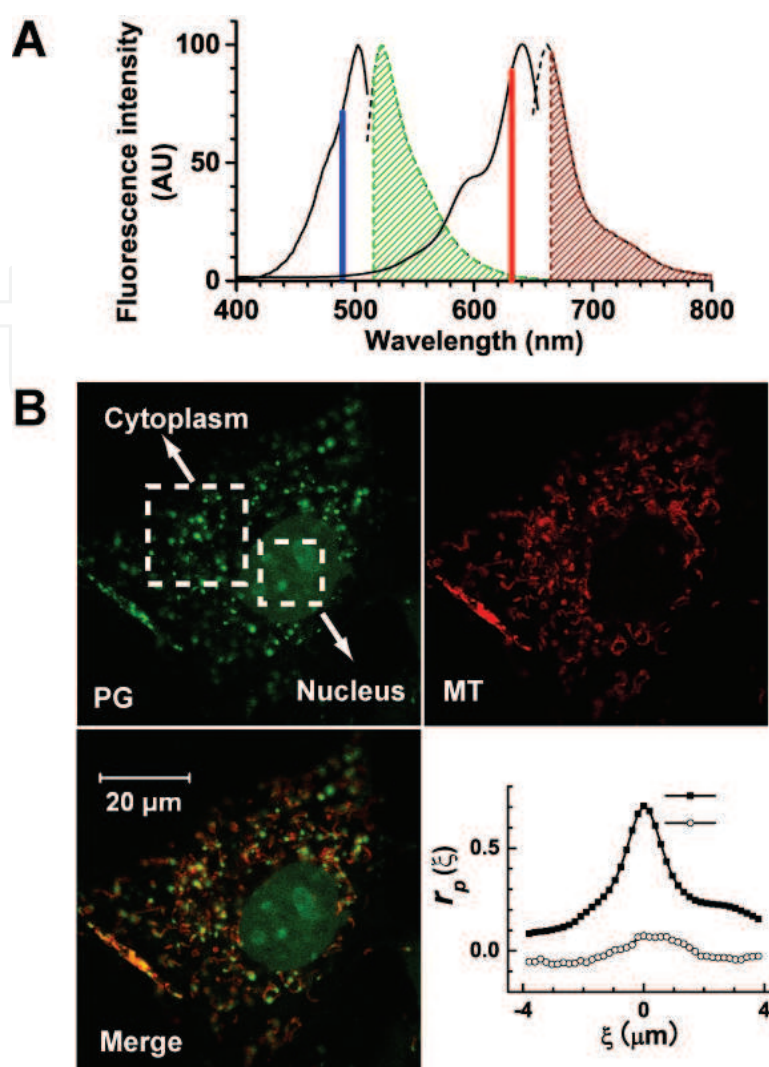 A
Fluorescence intensity
(AU)
100
50
0
400 500 600 700 800
Wavelength (nm)
B
Cytoplasm
Nucleus
PG
MT
20 µm
Merge
r_p(ξ)
0.5
0.0
-4 0 4
ξ (µm)